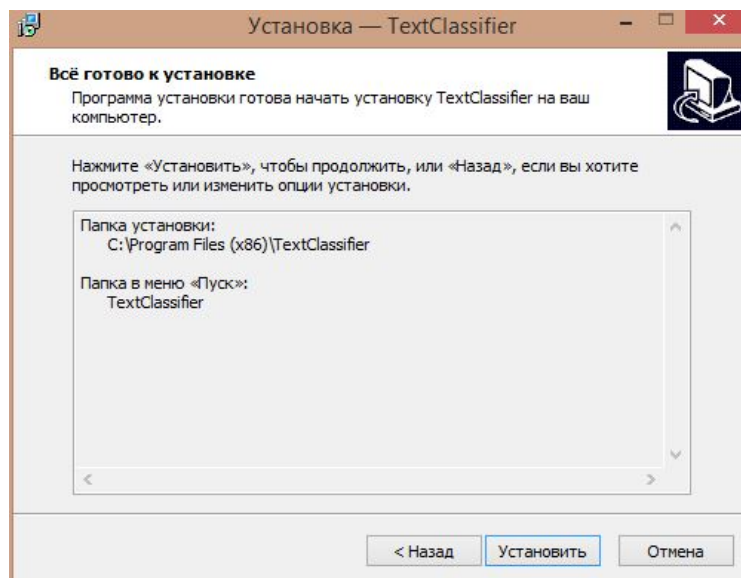 Установка — TextClassifier
Всё готово к установке
Программа установки готова начать установку TextClassifier на ваш
компьютер.
Нажмите «Установить», чтобы продолжить, или «Назад», если вы хотите
просмотреть или изменить опции установки.
Папка установки:
C:\Program Files (x86)\TextClassifier
Папка в меню «Пуск»:
TextClassifier
< Назад
Установить
Отмена